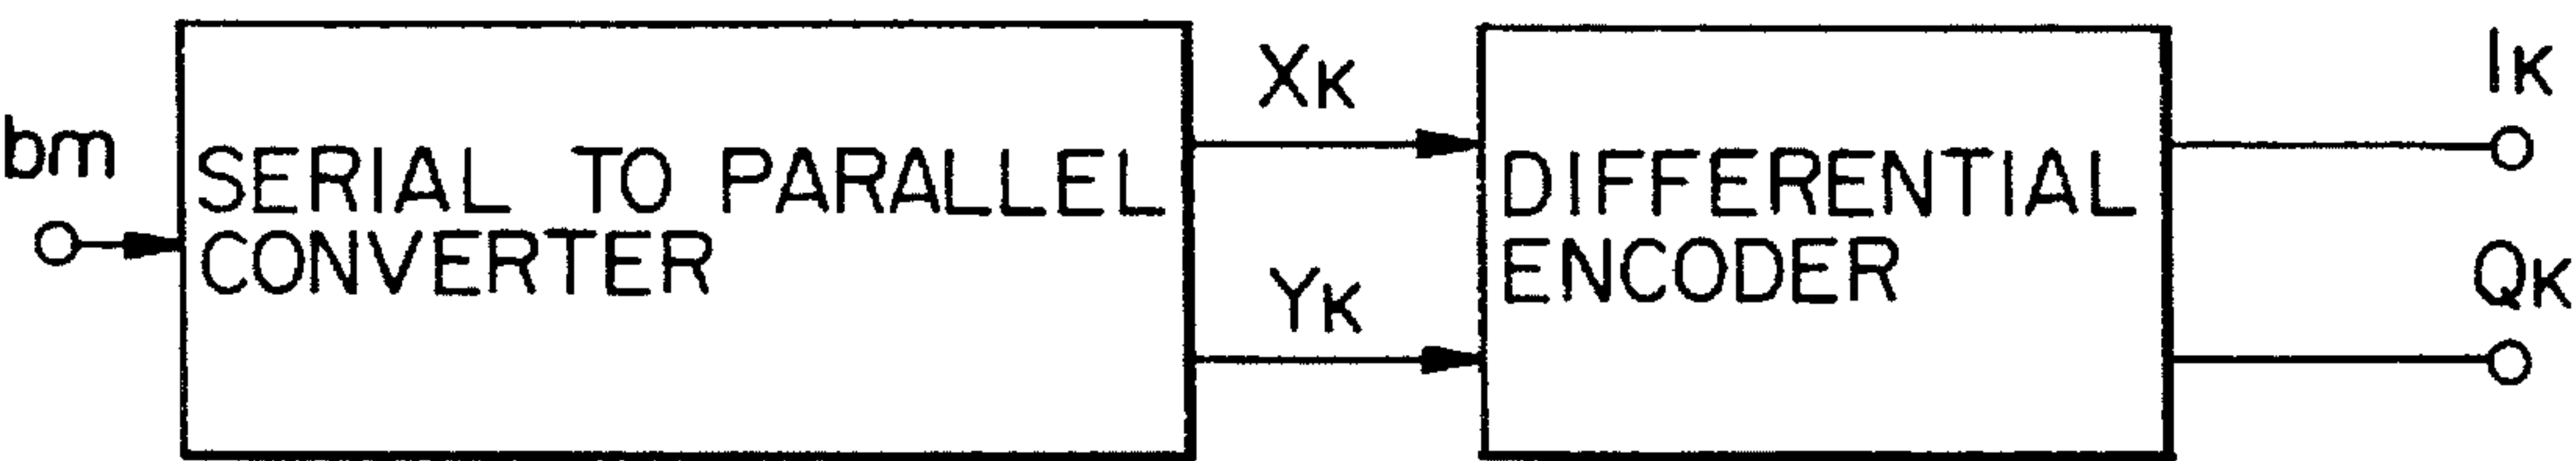 bm
SERIAL TO PARALLEL
CONVERTER
XK
YK
DIFFERENTIAL
ENCODER
IK
QK